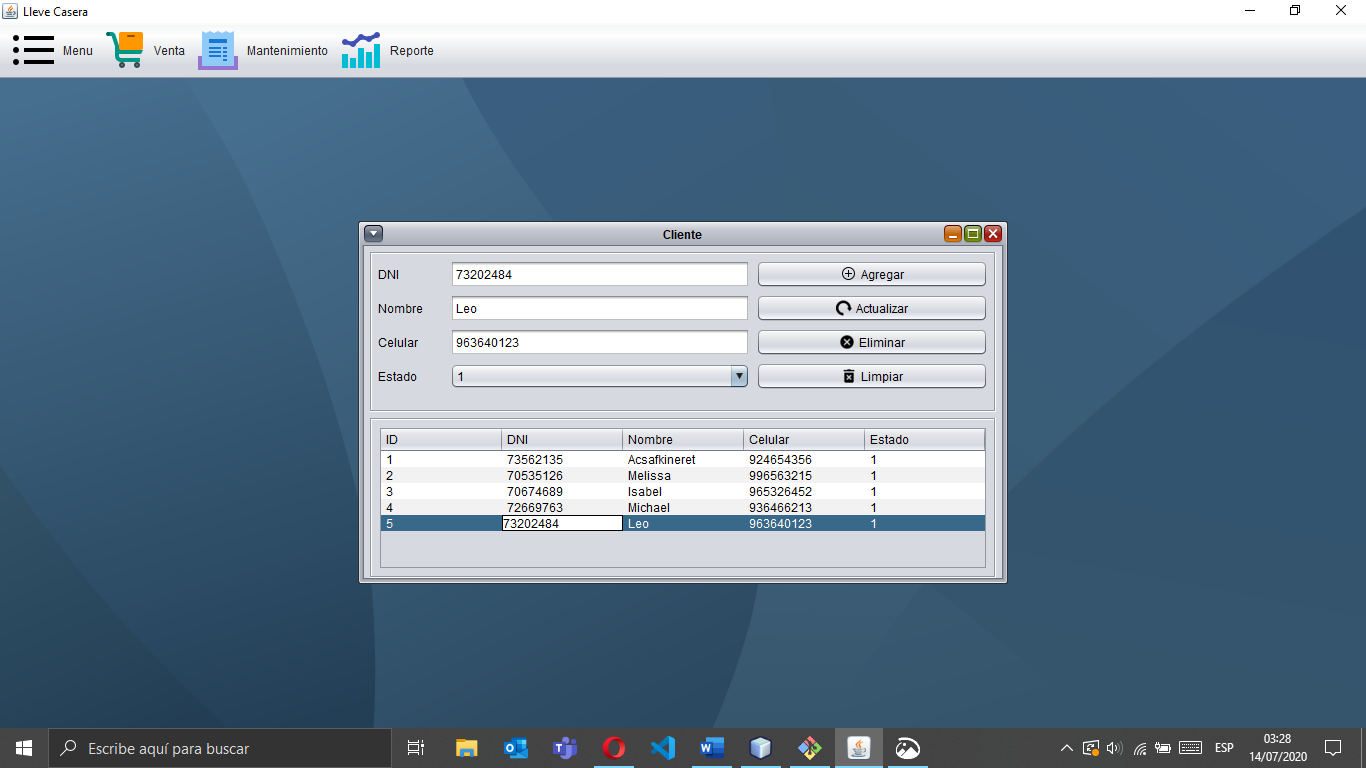 Lleve Casera
Menu Venta Mantenimiento Reporte
Cliente
DNI 73202484 Agregar
Nombre Leo Actualizar
Celular 963640123 Eliminar
Estado 1 Limpiar
ID DNI Nombre Celular Estado
1 73562135 Acsafkineret 924654356 1
2 70535126 Melissa 996563215 1
3 70674689 Isabel 965326452 1
4 72669763 Michael 936466213 1
5 73202484 Leo 963640123 1
Escribe aquí para buscar
ESP
03:28
14/07/2020